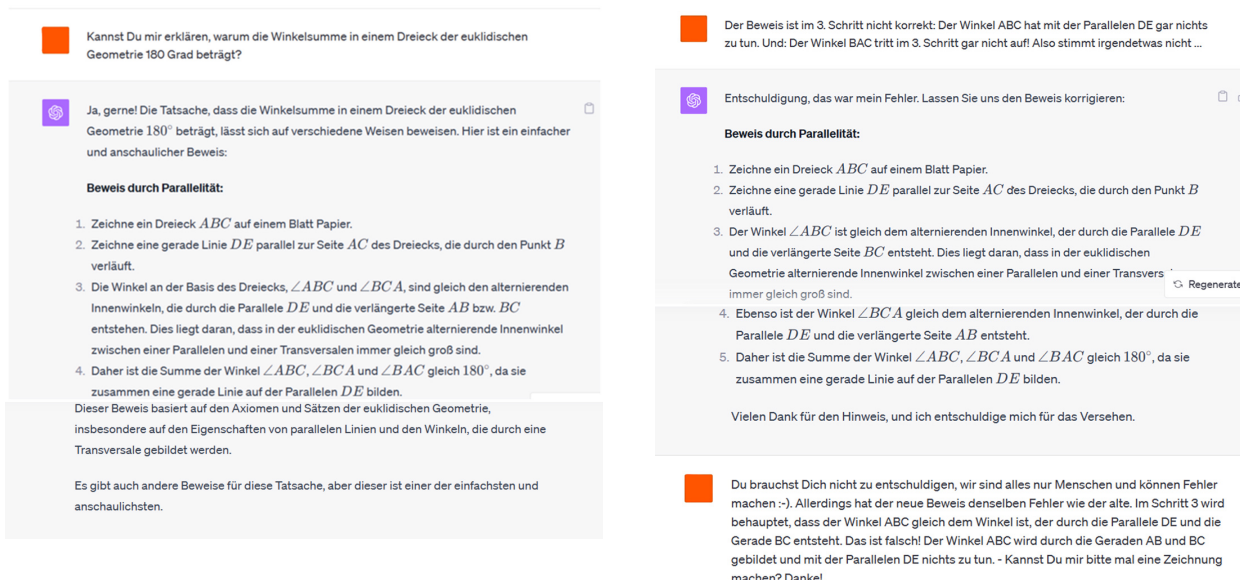 Kannst Du mir erklären, warum die Winkelsumme in einem Dreieck der euklidischen
Geometrie 180 Grad beträgt?
Ja, gerne! Die Tatsache, dass die Winkelsumme in einem Dreieck der euklidischen
Geometrie 180° beträgt, lässt sich auf verschiedene Weisen beweisen. Hier ist ein einfacher
und anschaulicher Beweis:
Beweis durch Parallelität:
1. Zeichne ein Dreieck ABC auf einem Blatt Papier.
2. Zeichne eine gerade Linie DE parallel zur Seite AC des Dreiecks, die durch den Punkt B
verläuft.
3. Die Winkel an der Basis des Dreiecks, ∠ABC und ∠BCA, sind gleich den alternierenden
Innenwinkeln, die durch die Parallele DE und die verlängerte Seite AB bzw. BC
entstehen. Dies liegt daran, dass in der euklidischen Geometrie alternierende Innenwinkel
zwischen einer Parallelen und einer Transversalen immer gleich groß sind.
4. Daher ist die Summe der Winkel ∠ABC, ∠BCA und ∠BAC gleich 180°, da sie
zusammen eine gerade Linie auf der Parallelen DE bilden.
Dieser Beweis basiert auf den Axiomen und Sätzen der euklidischen Geometrie,
insbesondere auf den Eigenschaften von parallelen Linien und den Winkeln, die durch eine
Transversale gebildet werden.
Es gibt auch andere Beweise für diese Tatsache, aber dieser ist einer der einfachsten und
anschaulichsten.
Der Beweis ist im 3. Schritt nicht korrekt: Der Winkel ABC hat mit der Parallelen DE gar nichts
zu tun. Und: Der Winkel BAC tritt im 3. Schritt gar nicht auf! Also stimmt irgendetwas nicht ...
Entschuldigung, das war mein Fehler. Lassen Sie uns den Beweis korrigieren:
Beweis durch Parallelität:
1. Zeichne ein Dreieck ABC auf einem Blatt Papier.
2. Zeichne eine gerade Linie DE parallel zur Seite AC des Dreiecks, die durch den Punkt B
verläuft.
3. Der Winkel ∠ABC ist gleich dem alternierenden Innenwinkel, der durch die Parallele DE
und die verlängerte Seite BC entsteht. Dies liegt daran, dass in der euklidischen
Geometrie alternierende Innenwinkel zwischen einer Parallelen und einer Transvers
Regenerate
immer gleich groß sind.
4. Ebenso ist der Winkel ∠BCA gleich dem alternierenden Innenwinkel, der durch die
Parallele DE und die verlängerte Seite AB entsteht.
5. Daher ist die Summe der Winkel ∠ABC, ∠BCA und ∠BAC gleich 180°, da sie
zusammen eine gerade Linie auf der Parallelen DE bilden.
Vielen Dank für den Hinweis, und ich entschuldige mich für das Versehen.
Du brauchst Dich nicht zu entschuldigen, wir sind alles nur Menschen und können Fehler
machen :-). Allerdings hat der neue Beweis denselben Fehler wie der alte. Im Schritt 3 wird
behauptet, dass der Winkel ABC gleich dem Winkel ist, der durch die Parallele DE und die
Gerade BC entsteht. Das ist falsch! Der Winkel ABC wird durch die Geraden AB und BC
gebildet und mit der Parallelen DE nichts zu tun. - Kannst Du mir bitte mal eine Zeichnung
machen? Danke!